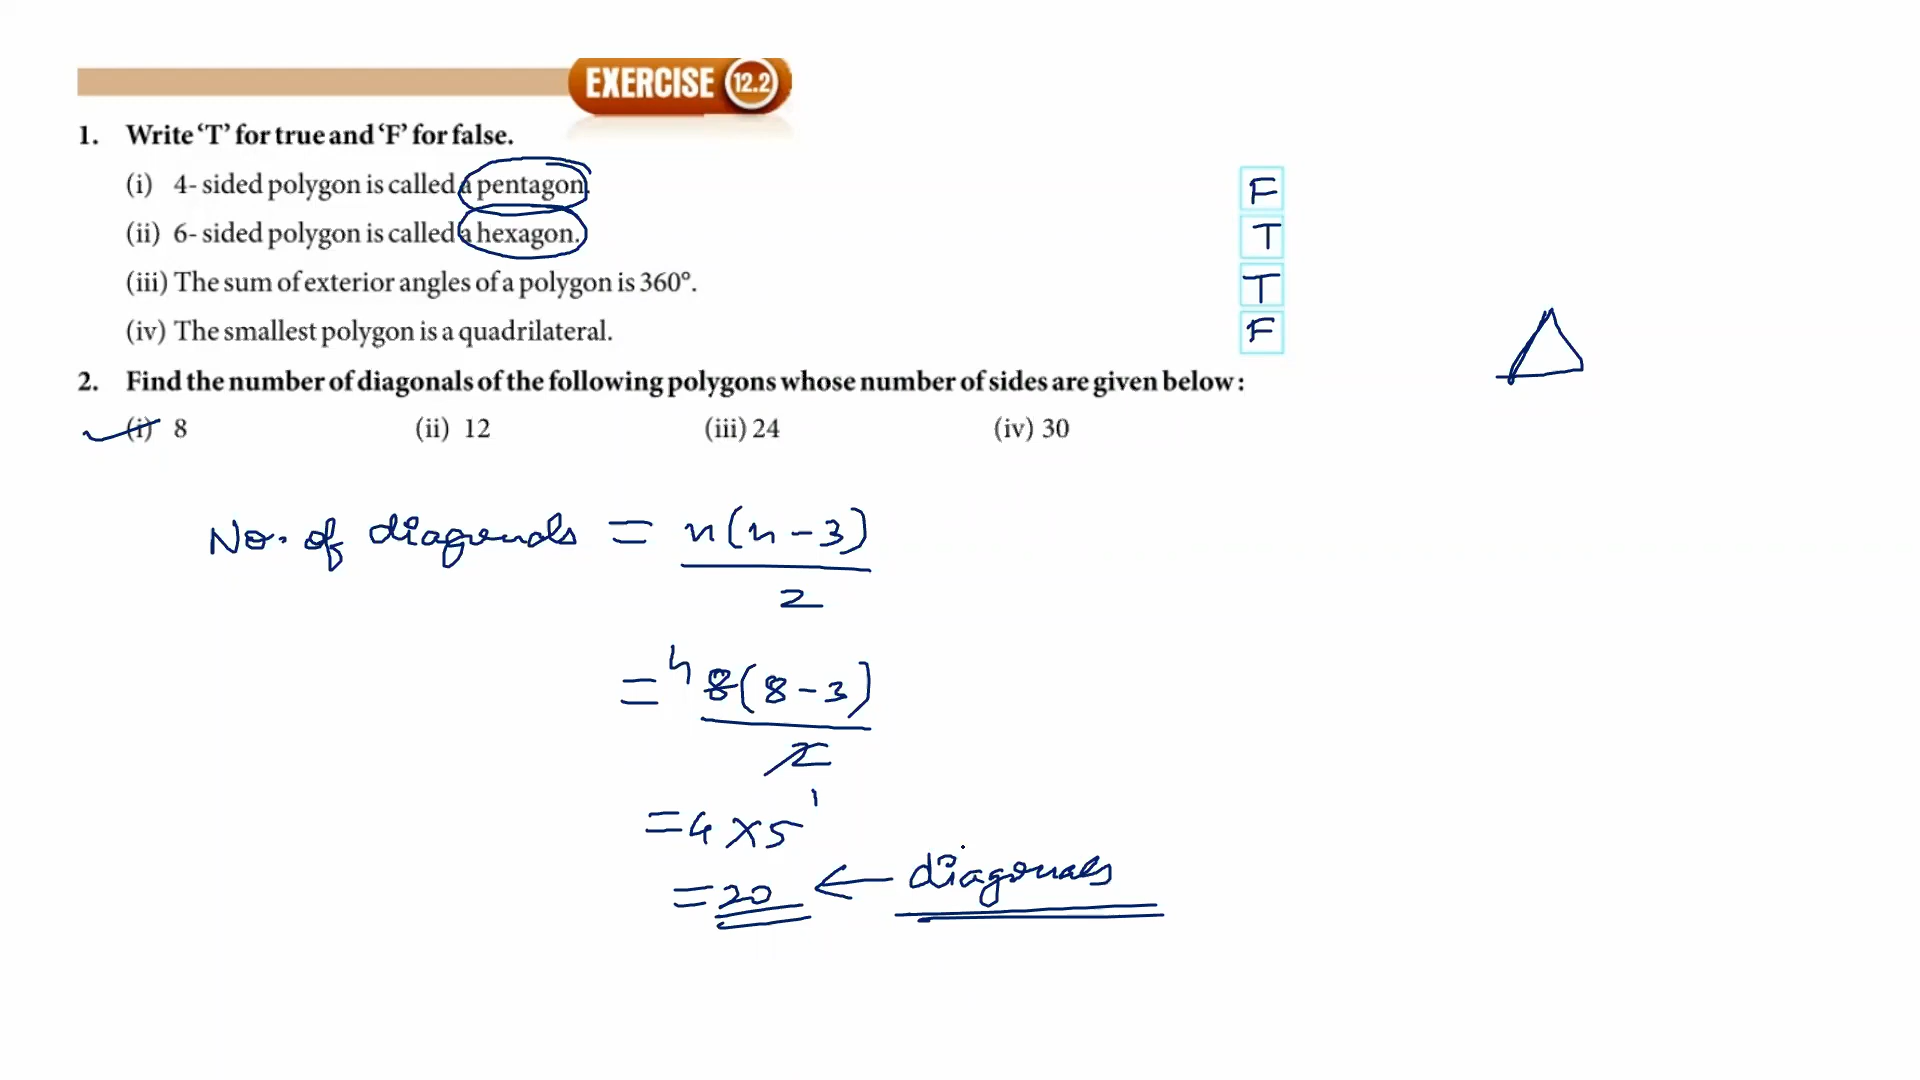 EXERCISE 12.2
1. Write 'T' for true and 'F' for false.
(i) 4- sided polygon is called a pentagon. F
(ii) 6- sided polygon is called a hexagon. T
(iii) The sum of exterior angles of a polygon is 360°. T
(iv) The smallest polygon is a quadrilateral. F
2. Find the number of diagonals of the following polygons whose number of sides are given below :
(i) 8 (ii) 12 (iii) 24 (iv) 30
No. of diagonals = n(n-3)
2
= 4 8(8-3)
2
1
= 4 × 5
= 20 ← diagonals